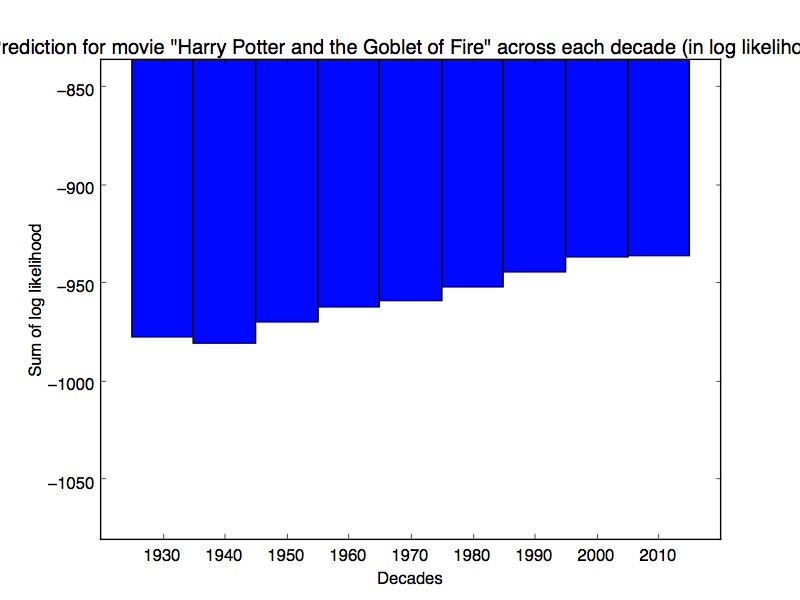 rediction for movie "Harry Potter and the Goblet of Fire" across each decade (in log likeliho
−850
−900
−950
−1000
−1050
Sum of log likelihood
1930 1940 1950 1960 1970 1980 1990 2000 2010
Decades